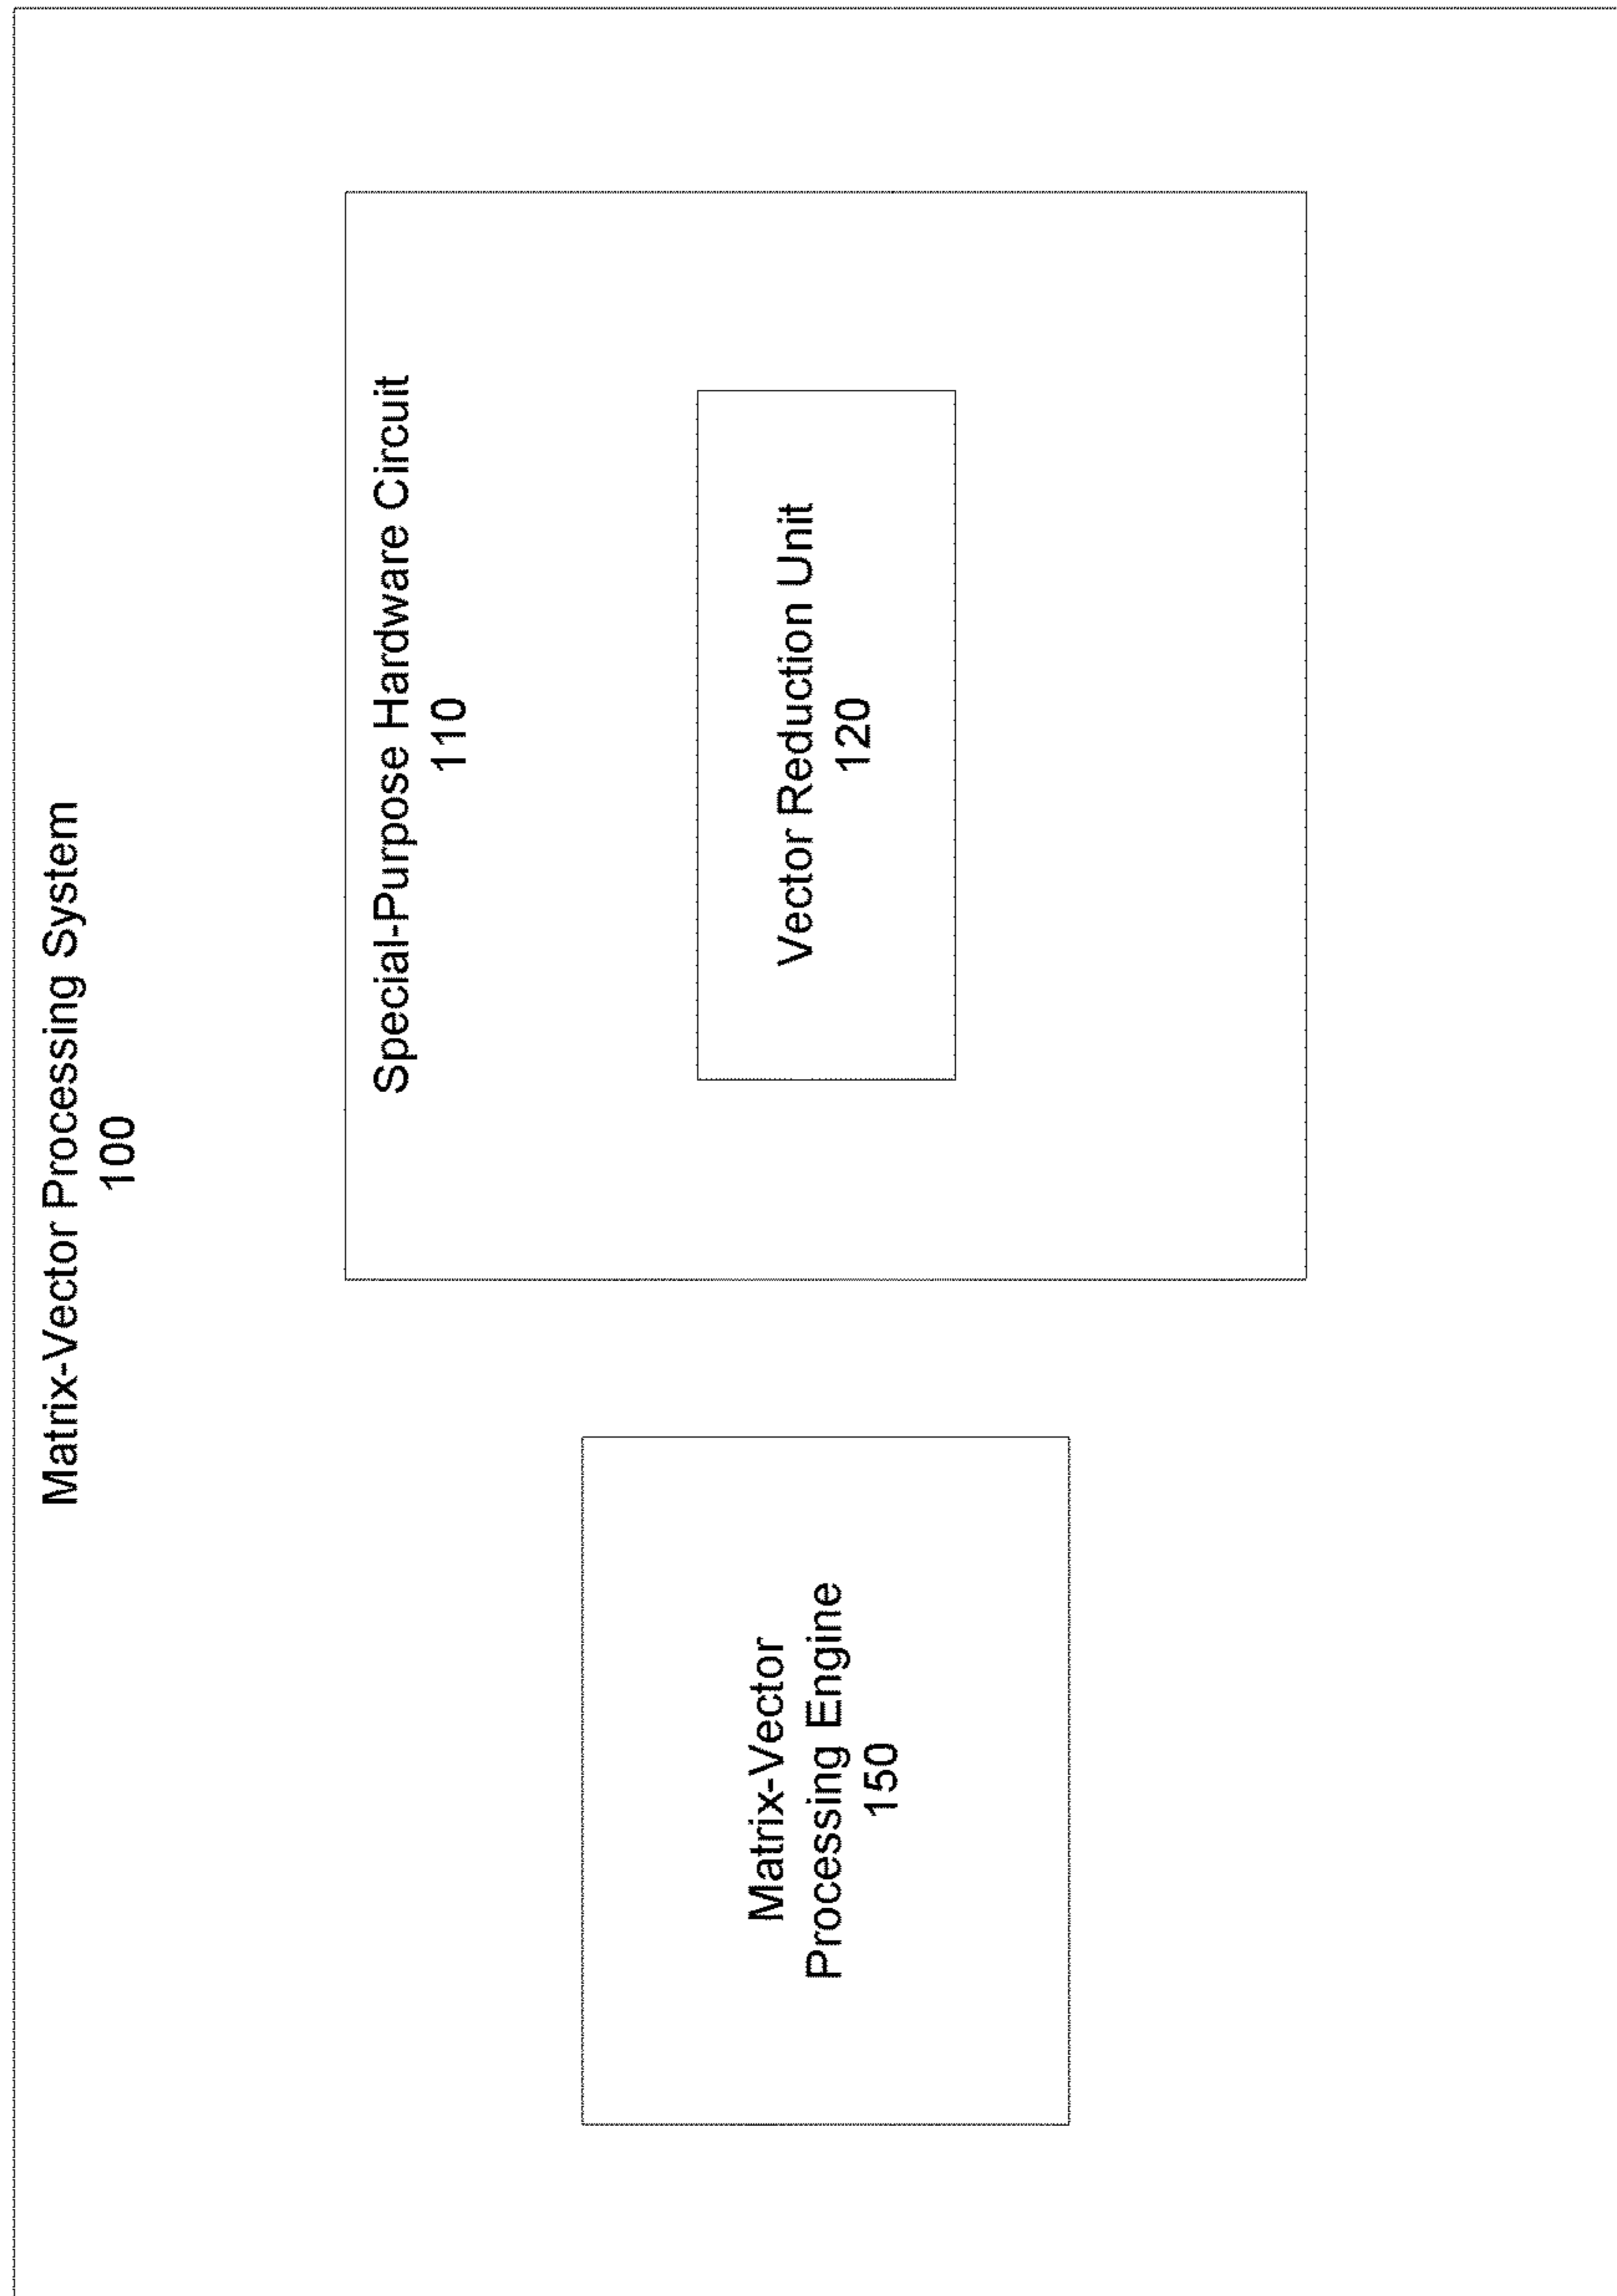 Matrix-Vector Processing System
100
Matrix-Vector
Processing Engine
150
Special-Purpose Hardware Circuit
110
Vector Reduction Unit
120